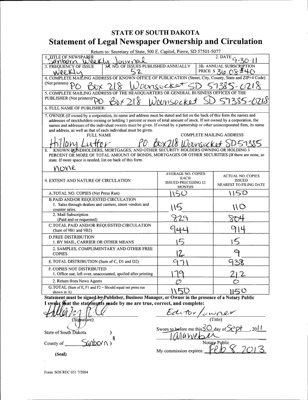 STATE OF SOUTH DAKOTA
Statement of Legal Newspaper Ownership and Circulation
Return to: Secretary of State, 500 E. Capitol, Pierre, SD 57501-5077
1. TITLE OF NEWSPAPER
2. DATE
Sanborn Weekly Journal 9-30-11
3. FREQUENCY OF ISSUE 3A. NO. OF ISSUES PUBLISHED ANNUALLY 3B. ANNUAL SUBSCRIPTION
weekly 52 PRICE $
4. COMPLETE MAILING ADDRESS OF KNOWN OFFICE OF PUBLICATION (Street, City, County, State and ZIP+4 Code)
(Not printers) PO Box 218 Woonsocket SD 57385-0218
5. COMPLETE MAILING ADDRESS OF THE HEADQUARTERS OF GENERAL BUSINESS OFFICES OF THE
PUBLISHER (Not printers) PO Box 218 Woonsocket SD 57385-0218
6. FULL NAME OF PUBLISHER:
7. OWNER (If owned by a corporation, its name and address must be stated and also immediately the names and
addresses of stockholders owning or holding 1 percent or more of total amount of stock. If not owned by a corporation, the
names and addresses of the individual owners must be given. If owned by a partnership or other unincorporated firm, its name
and address, as well as that of each individual must be given.
FULL NAME COMPLETE MAILING ADDRESS
Hillary Lutter PO Box 218 Woonsocket SD 57385
8. KNOWN BONDHOLDERS, MORTGAGES, AND OTHER SECURITY HOLDERS OWNING OR HOLDING 1
PERCENT OR MORE TOTAL AMOUNT OF BONDS, MORTGAGES OR OTHER SECURITIES (If there are none, so
state. If more space is needed, list on back of this form.
none
9. EXTENT AND NATURE OF CIRCULATION
AVERAGE NO. COPIES EACH ISSUED PRECEDING 12 MONTHS
ACTUAL NO. COPIES ISSUED NEAREST TO FILING DATE
A. TOTAL NO. COPIES (Net Press Run) 1150 1150
B. PAID AND/OR REQUESTED CIRCULATION
1. Sales through dealers and carriers, street vendors and
counter sales. 115 110
2. Mail Subscription
(Paid and or requested) 829 804
C. TOTAL PAID AND/OR REQUESTED CIRCULATION
(Sum of 9B1 and 9B2) 944 914
D. FREE DISTRIBUTION
1. BY MAIL, CARRIER OR OTHER MEANS 15 15
2. SAMPLES, COMPLIMENTARY AND OTHER FREE
COPIES 12 9
E. TOTAL DISTRIBUTION (Sum of C, D1 and D2) 971 938
F. COPIES NOT DISTRIBUTED
1. Office use, left over, unaccounted, spoiled after printing 179 212
2. Return from News Agents 0 0
G. TOTAL (Sum of E, F1 and F2 - Should equal net press run
shown in A) 1150 1150
Statement must be signed by Publisher, Business Manager, or Owner in the presence of a Notary Public
I swear that the statements made by me are true, correct, and complete:
Editor/owner
(Signature) (Title)
State of South Dakota )
Sworn to before me this 30 day of Sept 2011
County of Sanborn )
Notary Public
(Seal) My commission expires: Feb 8 2013
Form: SOS REC 101 7/2004